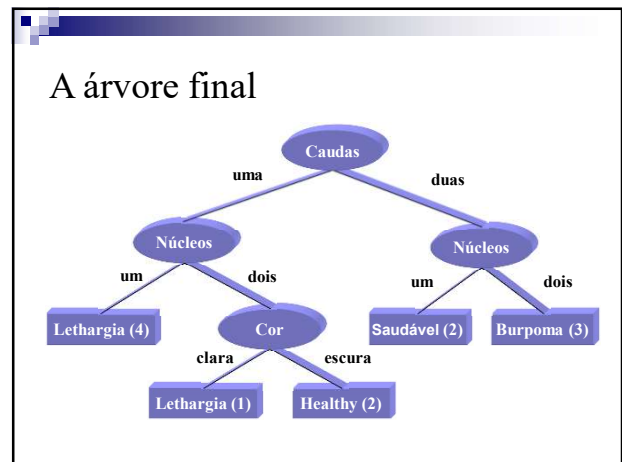 A árvore final
Caudas
uma
duas
Núcleos
Núcleos
um
dois
um
dois
Lethargia (4)
Cor
Saudável (2)
Burpoma (3)
clara
escura
Lethargia (1)
Healthy (2)